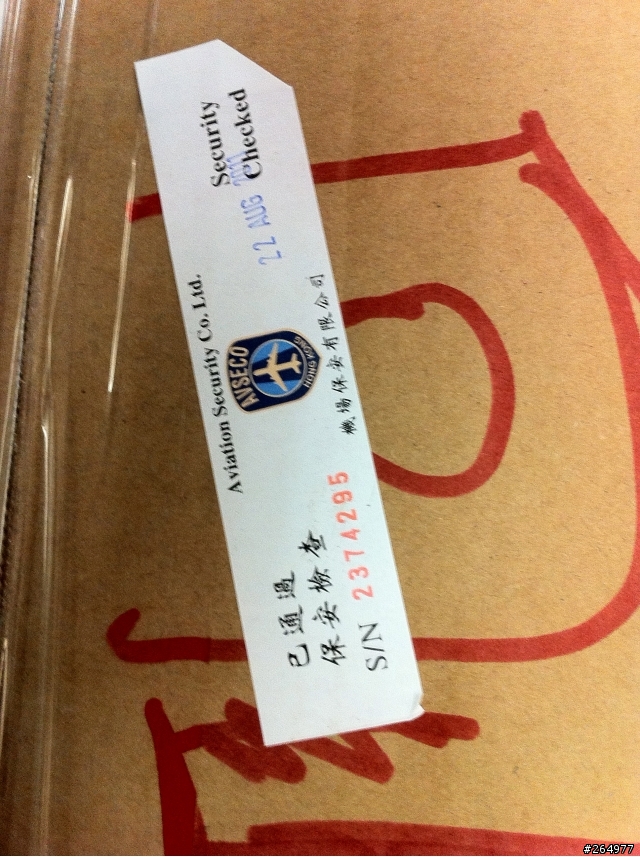 已通過
保安檢查
S/N 2374295
Aviation Security Co. Ltd.
AVSECO
HONG KONG
機場保安有限公司
Security
Checked
22 AUG
#264977